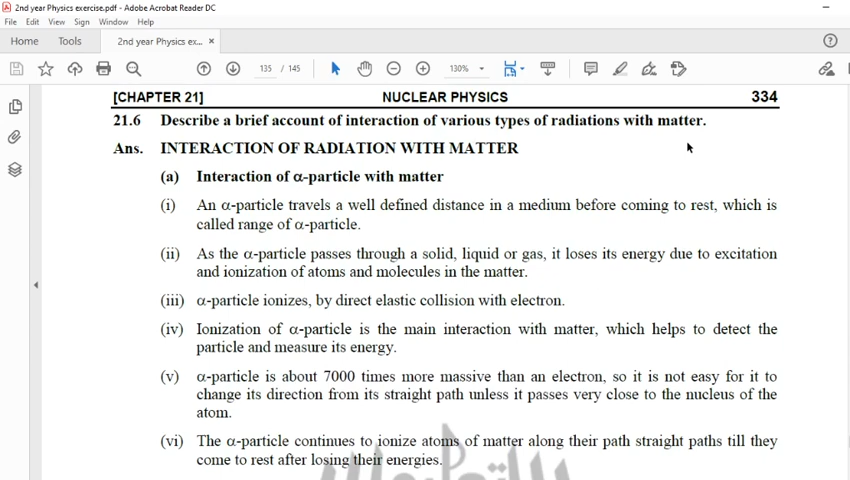 2nd year Physics exercise.pdf - Adobe Acrobat Reader DC
File Edit View Sign Window Help
Home Tools 2nd year Physics ex... ×
135 / 145 130%
[CHAPTER 21] NUCLEAR PHYSICS 334
21.6 Describe a brief account of interaction of various types of radiations with matter.
Ans. INTERACTION OF RADIATION WITH MATTER
(a) Interaction of α-particle with matter
(i) An α-particle travels a well defined distance in a medium before coming to rest, which is
called range of α-particle.
(ii) As the α-particle passes through a solid, liquid or gas, it loses its energy due to excitation
and ionization of atoms and molecules in the matter.
(iii) α-particle ionizes, by direct elastic collision with electron.
(iv) Ionization of α-particle is the main interaction with matter, which helps to detect the
particle and measure its energy.
(v) α-particle is about 7000 times more massive than an electron, so it is not easy for it to
change its direction from its straight path unless it passes very close to the nucleus of the
atom.
(vi) The α-particle continues to ionize atoms of matter along their path straight paths till they
come to rest after losing their energies.